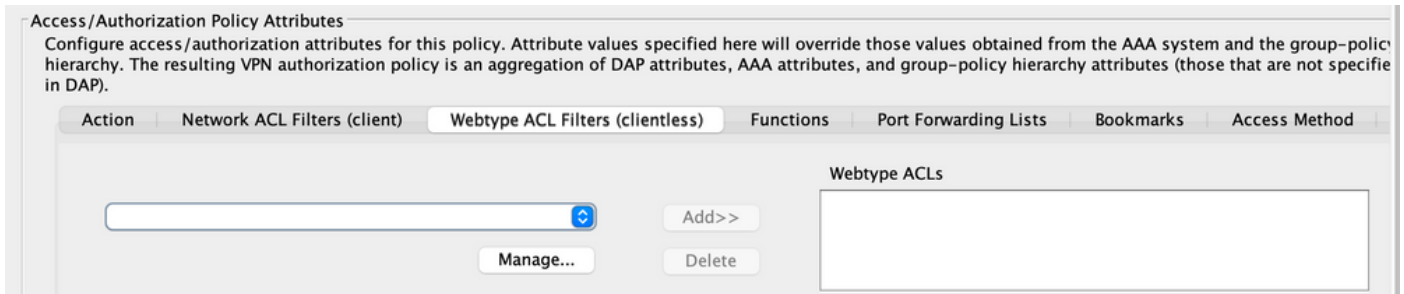 Access/Authorization Policy Attributes
Configure access/authorization attributes for this policy. Attribute values specified here will override those values obtained from the AAA system and the group-policy
hierarchy. The resulting VPN authorization policy is an aggregation of DAP attributes, AAA attributes, and group-policy hierarchy attributes (those that are not specifie
in DAP).
Action Network ACL Filters (client) Webtype ACL Filters (clientless) Functions Port Forwarding Lists Bookmarks Access Method
Webtype ACLs
Add>>
Manage... Delete